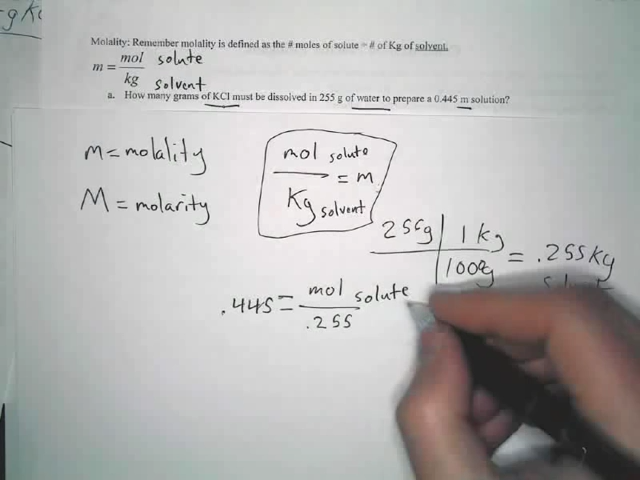 g Kc
Molality: Remember molality is defined as the # moles of solute ÷ # of Kg of solvent.
m = mol solute
kg solvent
a. How many grams of KCl must be dissolved in 255 g of water to prepare a 0.445 m solution?
m = molality
M = molarity
mol solute
= m
Kg solvent
255g | 1 kg
1000g
= .255 Kg
.445 = mol solute
.255